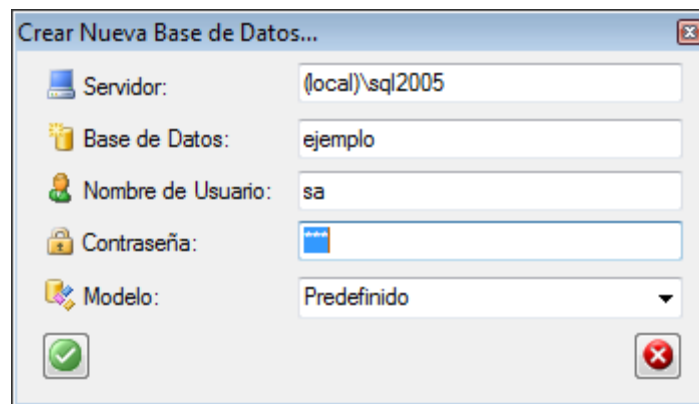 Crear Nueva Base de Datos...
Servidor: (local)\sql2005
Base de Datos: ejemplo
Nombre de Usuario: sa
Contraseña: ***
Modelo: Predefinido